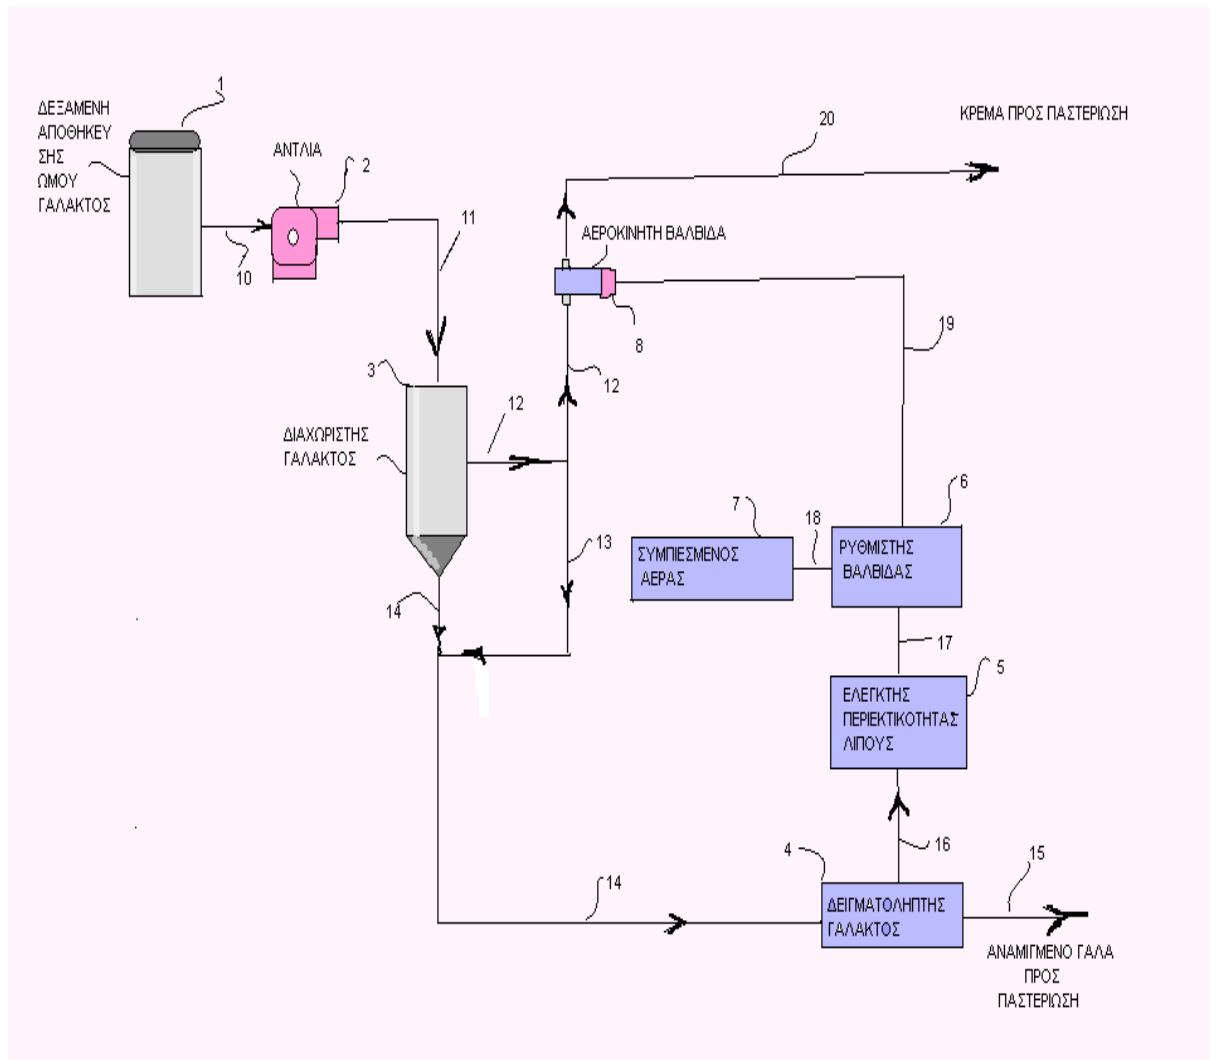 1
ΔΕΞΑΜΕΝΗ
ΑΠΟΘΗΚΕΥ
ΣΗΣ
ΩΜΟΥ
ΓΑΛΑΚΤΟΣ
ΑΝΤΛΙΑ
2
10
11
20
ΚΡΕΜΑ ΠΡΟΣ ΠΑΣΤΕΡΙΩΣΗ
ΑΕΡΟΚΙΝΗΤΗ ΒΑΛΒΙΔΑ
8
19
3
12
12
ΔΙΑΧΩΡΙΣΤΗΣ
ΓΑΛΑΚΤΟΣ
13
14
7
18
6
ΣΥΜΠΙΕΣΜΕΝΟΣ
ΑΕΡΑΣ
ΡΥΘΜΙΣΤΗΣ
ΒΑΛΒΙΔΑΣ
17
5
ΕΛΕΓΚΤΗΣ
ΠΕΡΙΕΚΤΙΚΟΤΗΤΑΣ
ΛΙΠΟΥΣ
16
4
15
14
ΔΕΙΓΜΑΤΟΛΗΠΤΗΣ
ΓΑΛΑΚΤΟΣ
ΑΝΑΜΙΓΜΕΝΟ ΓΑΛΑ
ΠΡΟΣ
ΠΑΣΤΕΡΙΩΣΗ